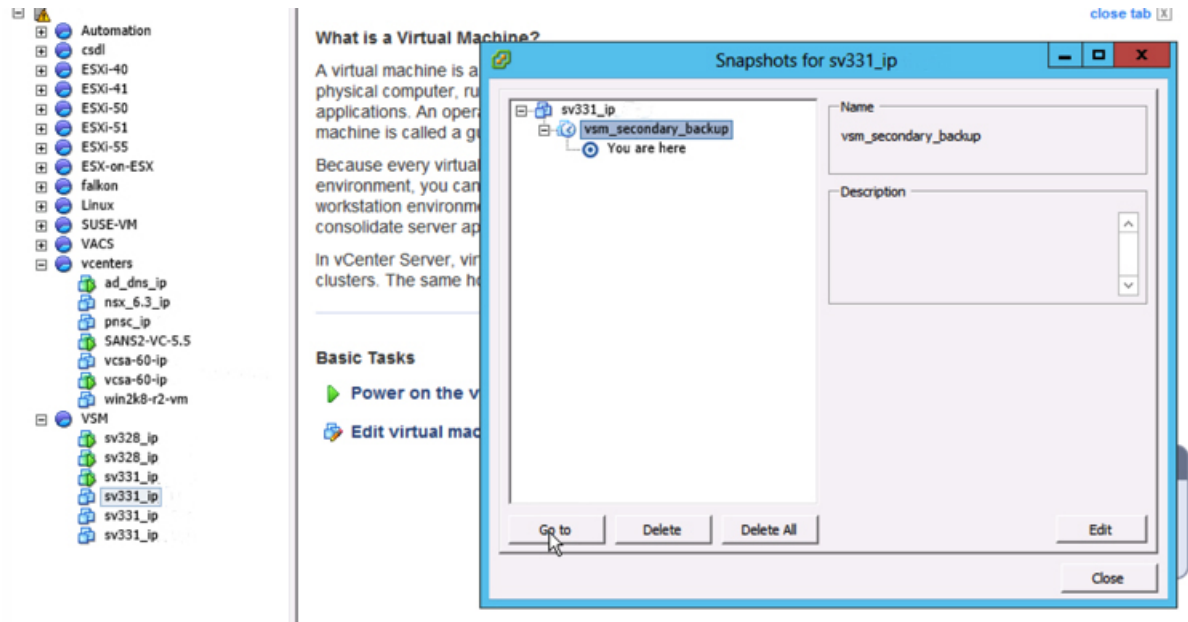 close tab X
Automation
csdl
ESXi-40
ESXi-41
ESXi-50
ESXi-51
ESXi-55
ESX-on-ESX
falkon
Linux
SUSE-VM
VACS
vcenters
ad_dns_ip
nsx_6.3_ip
pnsc_ip
SANS2-VC-5.5
vcsa-60-ip
vcsa-60-ip
win2k8-r2-vm
VSM
sv328_ip
sv328_ip
sv331_ip
sv331_ip
sv331_ip
sv331_ip
What is a Virtual Machine?
A virtual machine is a
physical computer, ru
applications. An opera
machine is called a gu
Because every virtual
environment, you can
workstation environme
consolidate server ap
In vCenter Server, vir
clusters. The same ho
Basic Tasks
Power on the v
Edit virtual mac
Snapshots for sv331_ip
sv331_ip
vsm_secondary_backup
You are here
Name
vsm_secondary_backup
Description
Go to
Delete
Delete All
Edit
Close